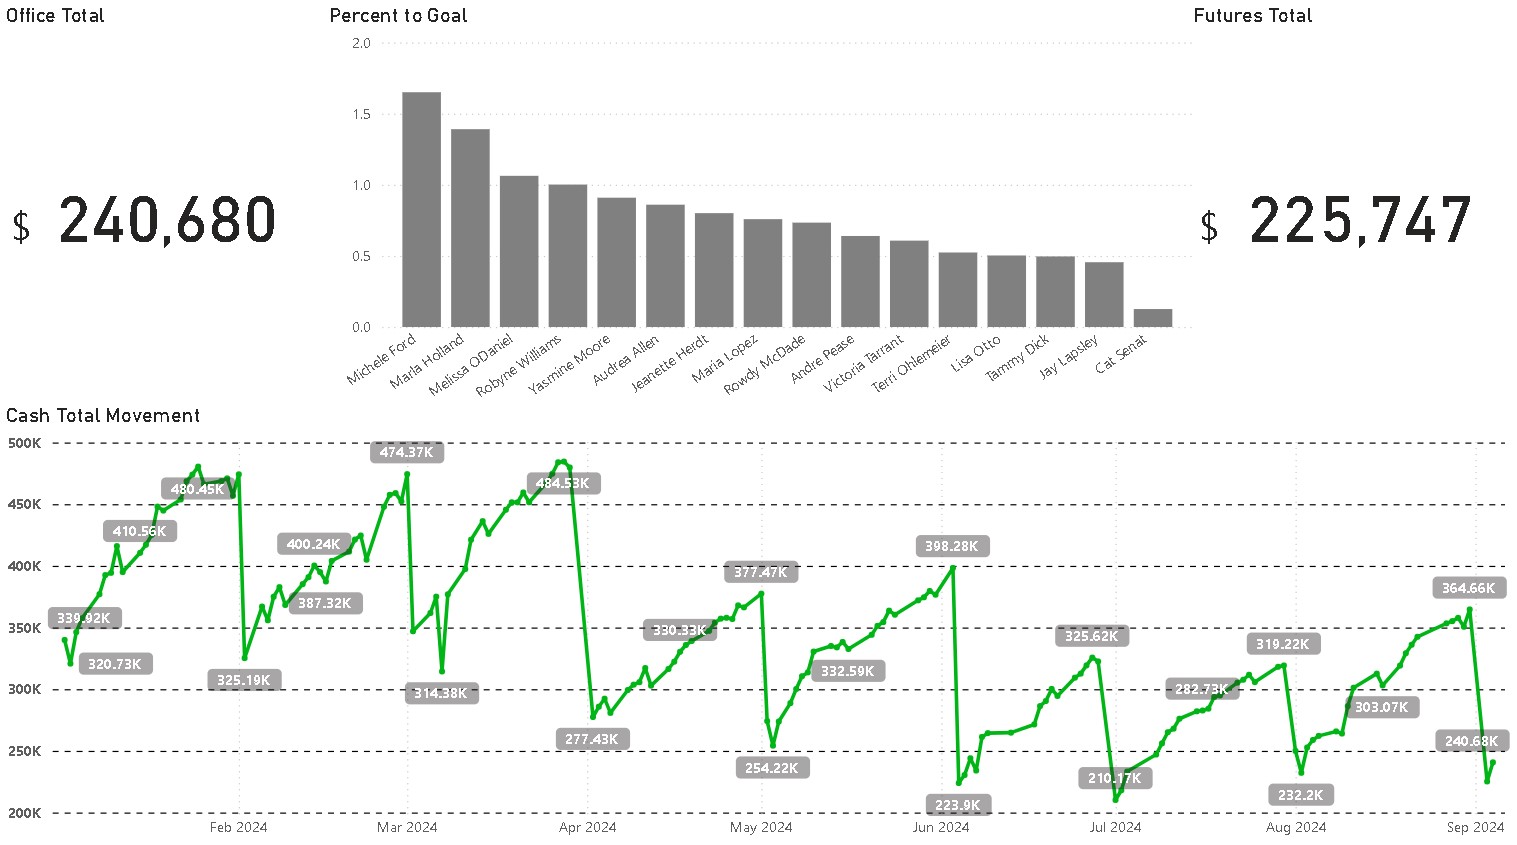 Office Total
$ 240,680
Percent to Goal
2.0
1.5
1.0
0.5
0.0
Michele Ford
Marla Holland
Melissa ODaniel
Robyne Williams
Yasmine Moore
Audrea Allen
Jeanette Herdt
Maria Lopez
Rowdy McDade
Andre Pease
Victoria Tarrant
Terri Ohlemeier
Lisa Otto
Tammy Dick
Jay Lapsley
Cat Senat
Futures Total
$ 225,747
Cash Total Movement
500K
450K
400K
350K
300K
250K
200K
339.92K
320.73K
410.56K
480.45K
325.19K
400.24K
387.32K
474.37K
314.38K
484.53K
277.43K
330.33K
377.47K
254.22K
332.59K
398.28K
223.9K
325.62K
210.17K
282.73K
319.22K
232.2K
303.07K
364.66K
240.68K
Feb 2024
Mar 2024
Apr 2024
May 2024
Jun 2024
Jul 2024
Aug 2024
Sep 2024